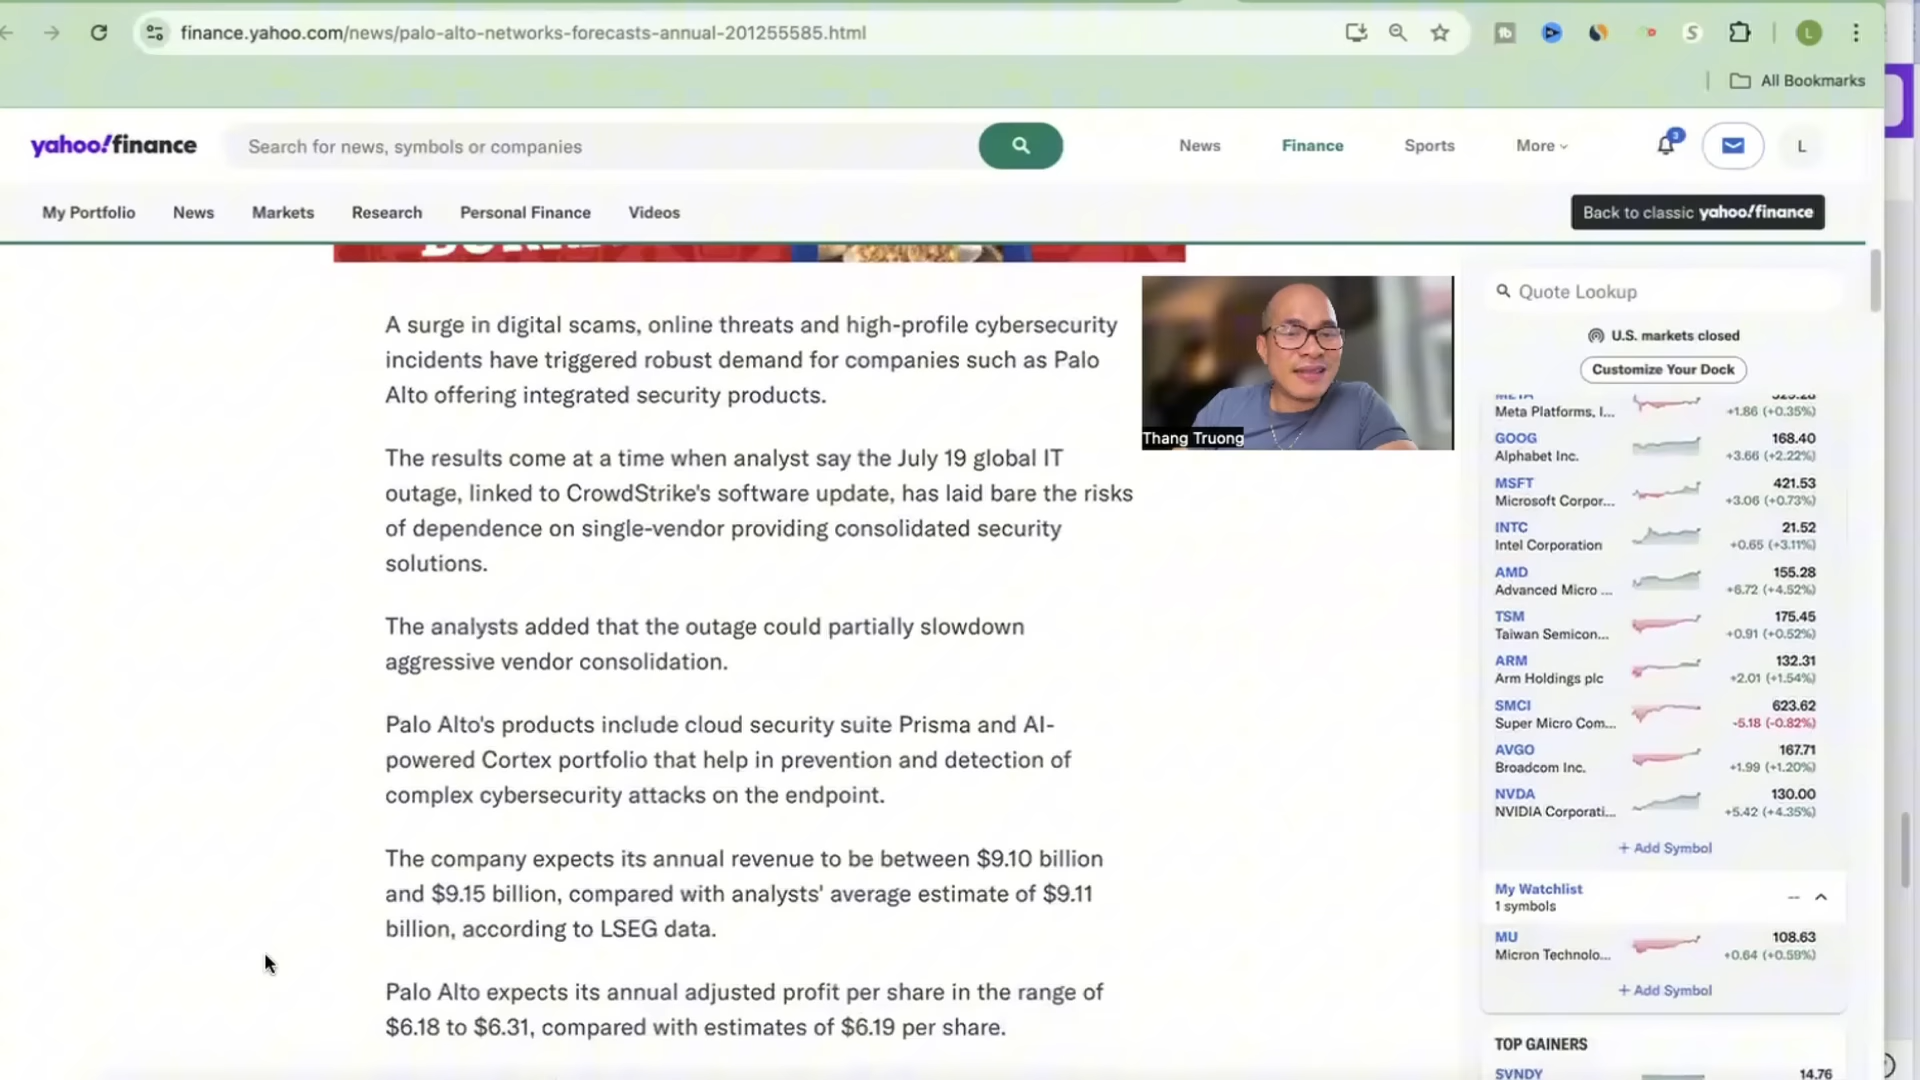 finance.yahoo.com/news/palo-alto-networks-forecasts-annual-201255585.html
All Bookmarks
yahoo!finance
Search for news, symbols or companies
News
Finance
Sports
More
3
L
My Portfolio
News
Markets
Research
Personal Finance
Videos
Back to classic yahoo!finance
A surge in digital scams, online threats and high-profile cybersecurity
incidents have triggered robust demand for companies such as Palo
Alto offering integrated security products.
The results come at a time when analyst say the July 19 global IT
outage, linked to CrowdStrike's software update, has laid bare the risks
of dependence on single-vendor providing consolidated security
solutions.
The analysts added that the outage could partially slowdown
aggressive vendor consolidation.
Palo Alto's products include cloud security suite Prisma and AI-
powered Cortex portfolio that help in prevention and detection of
complex cybersecurity attacks on the endpoint.
The company expects its annual revenue to be between $9.10 billion
and $9.15 billion, compared with analysts' average estimate of $9.11
billion, according to LSEG data.
Palo Alto expects its annual adjusted profit per share in the range of
$6.18 to $6.31, compared with estimates of $6.19 per share.
Thang Truong
Quote Lookup
U.S. markets closed
Customize Your Dock
Meta Platforms, I... +1.86 (+0.35%)
GOOG 168.40
Alphabet Inc. +3.66 (+2.22%)
MSFT 421.53
Microsoft Corpor... +3.06 (+0.73%)
INTC 21.52
Intel Corporation +0.65 (+3.11%)
AMD 155.28
Advanced Micro ... +6.72 (+4.52%)
TSM 175.45
Taiwan Semicon... +0.91 (+0.52%)
ARM 132.31
Arm Holdings plc +2.01 (+1.54%)
SMCI 623.62
Super Micro Com... -5.18 (-0.82%)
AVGO 167.71
Broadcom Inc. +1.99 (+1.20%)
NVDA 130.00
NVIDIA Corporati... +5.42 (+4.35%)
+ Add Symbol
My Watchlist --
1 symbols
MU 108.63
Micron Technolo... +0.64 (+0.59%)
+ Add Symbol
TOP GAINERS
SVNDY 14.76